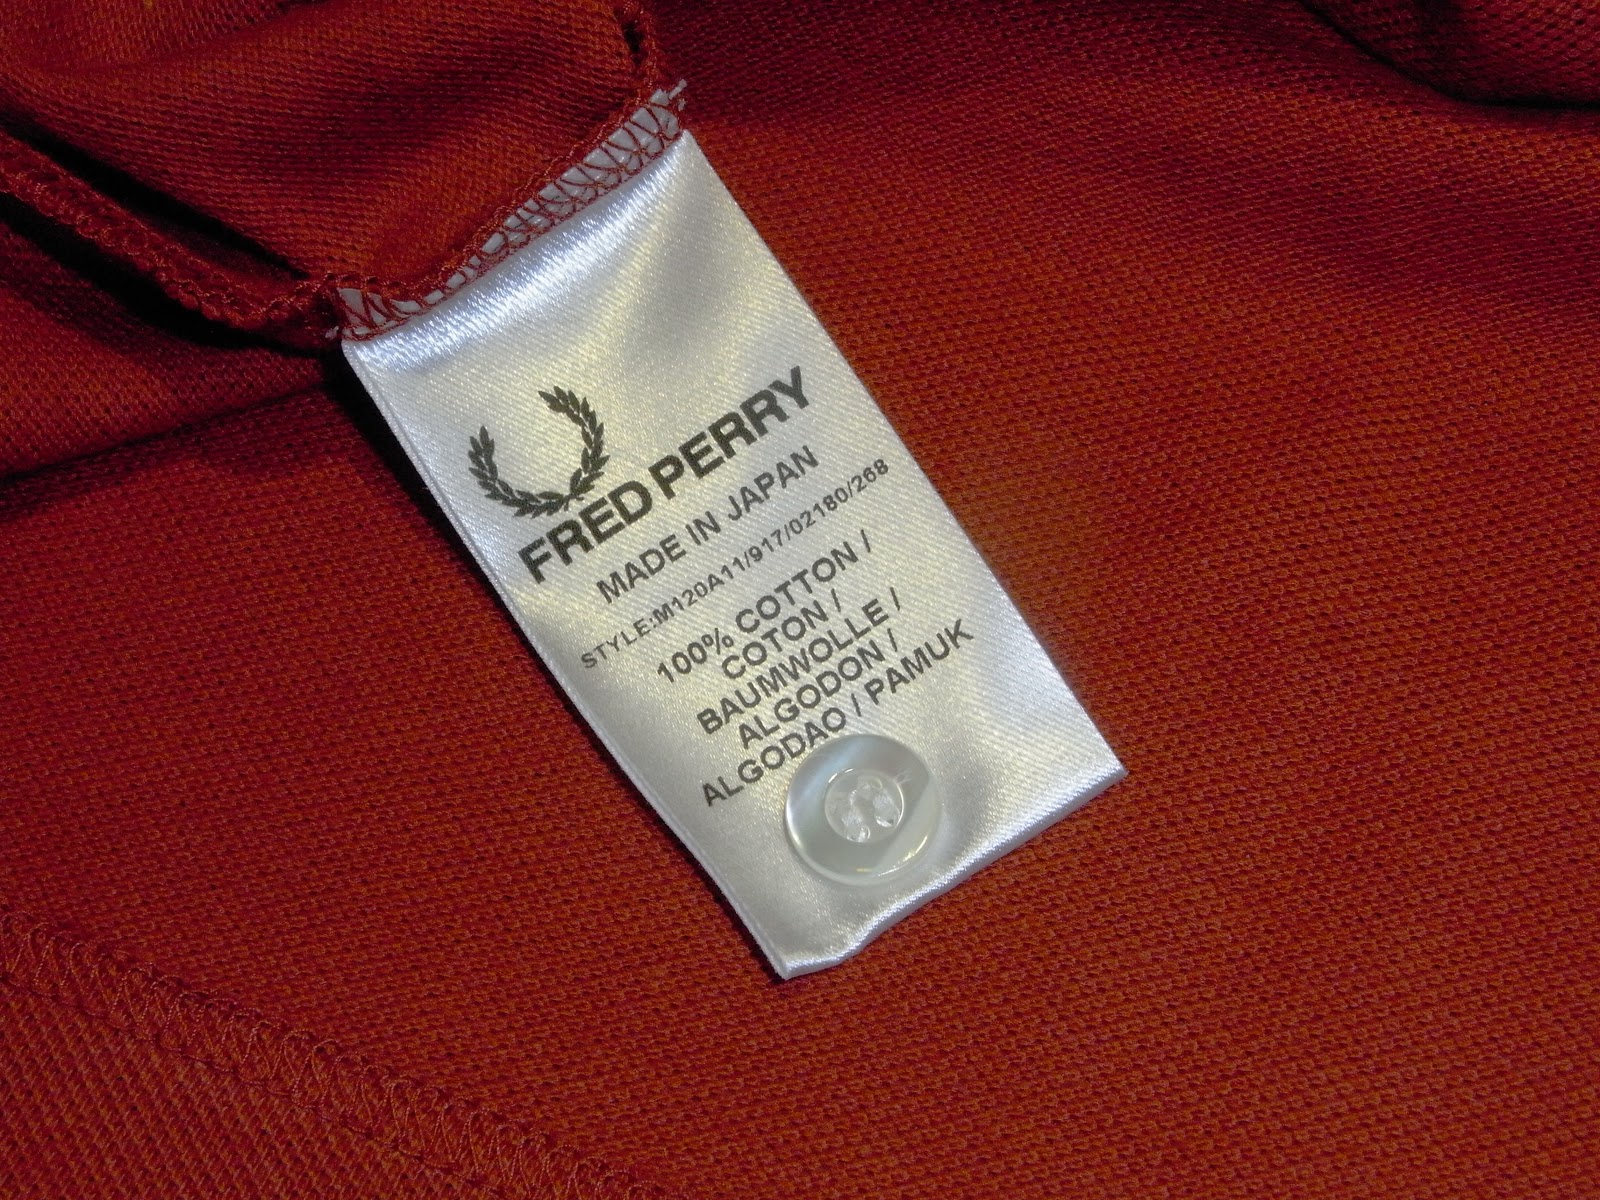 FRED PERRY
MADE IN JAPAN
STYLE:M120A11/917/02180/268
100% COTTON /
COTON /
BAUMWOLLE /
ALGODON /
ALGODAO / PAMUK